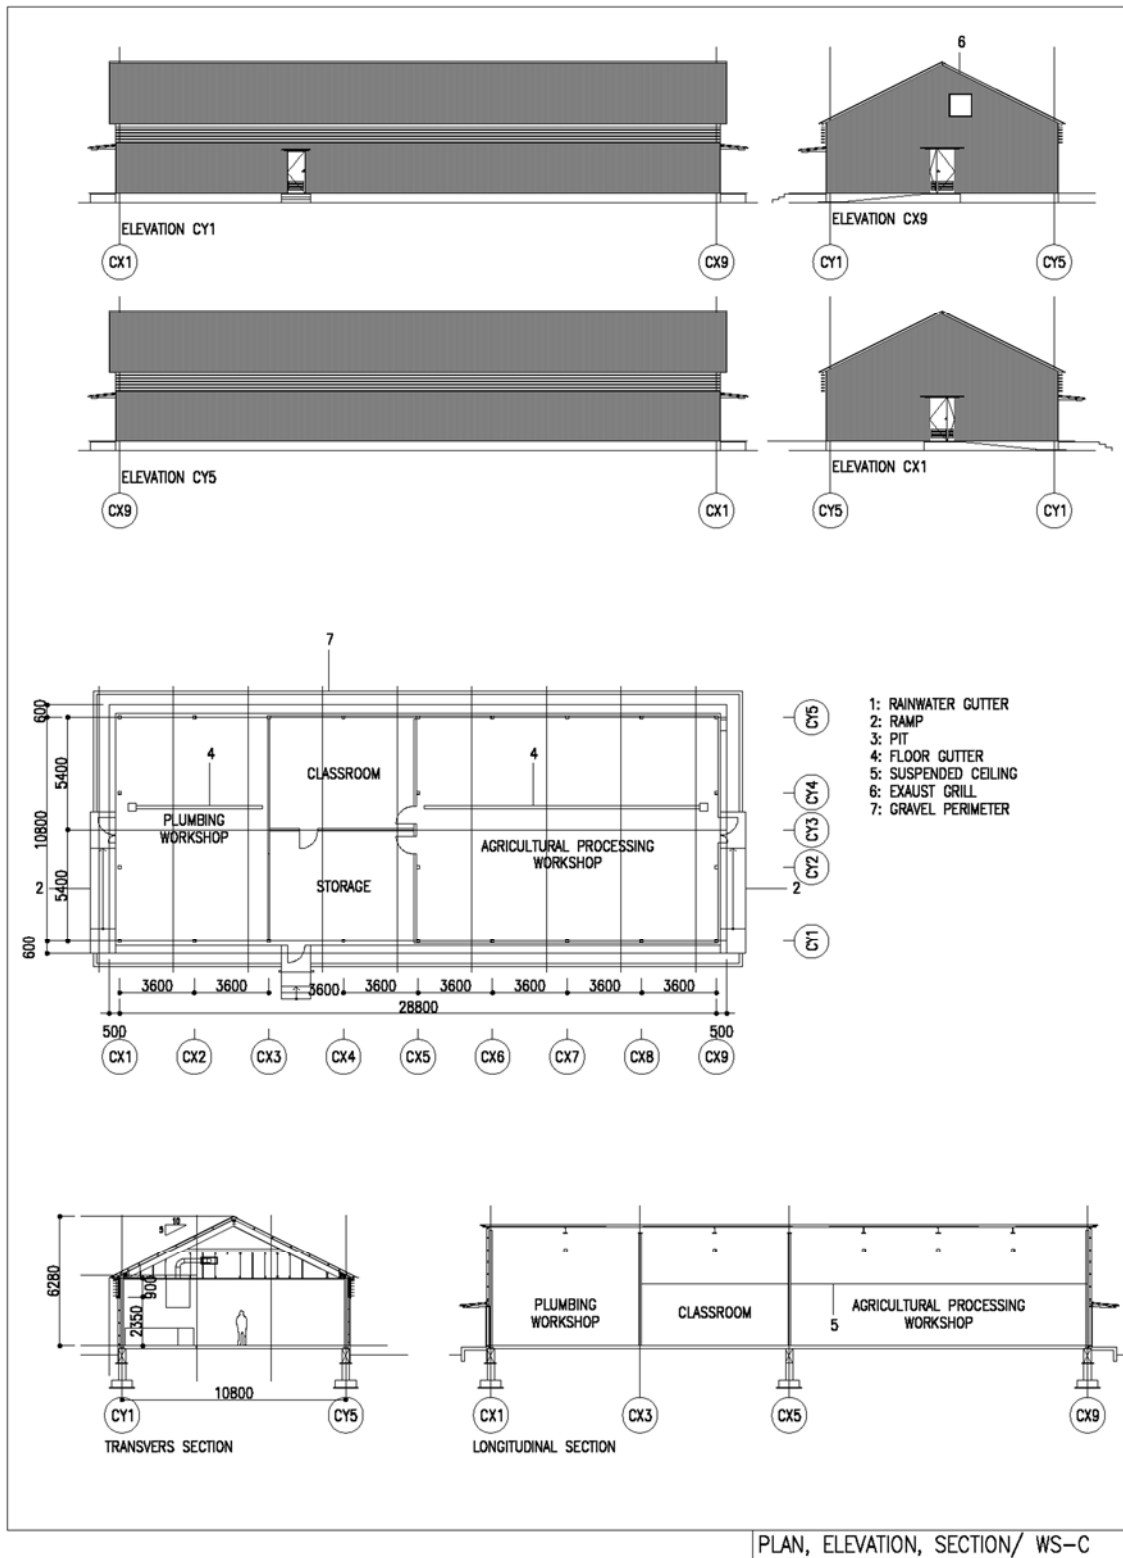 6
ELEVATION CY1
ELEVATION CX9
CX1
CX9
CY1
CY5
ELEVATION CY5
ELEVATION CX1
CX9
CX1
CY5
CY1
7
600
5400
10800
5400
600
4
4
CLASSROOM
PLUMBING
WORKSHOP
AGRICULTURAL PROCESSING
WORKSHOP
STORAGE
2
2
CY5
CY4
CY3
CY2
CY1
1: RAINWATER GUTTER
2: RAMP
3: PIT
4: FLOOR GUTTER
5: SUSPENDED CEILING
6: EXAUST GRILL
7: GRAVEL PERIMETER
3600
3600
3600
3600
3600
3600
3600
3600
28800
500
500
CX1
CX2
CX3
CX4
CX5
CX6
CX7
CX8
CX9
10
6280
900
2350
10800
CY1
CY5
TRANSVERS SECTION
PLUMBING
WORKSHOP
CLASSROOM
AGRICULTURAL PROCESSING
WORKSHOP
5
CX1
CX3
CX5
CX9
LONGITUDINAL SECTION
PLAN, ELEVATION, SECTION/ WS-C